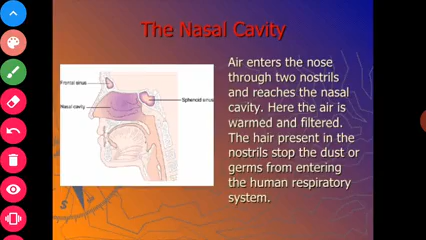 The Nasal Cavity
Frontal sinus
Nasal cavity
Sphenoid sinus
Air enters the nose
through two nostrils
and reaches the nasal
cavity. Here the air is
warmed and filtered.
The hair present in the
nostrils stop the dust or
germs from entering
the human respiratory
system.
S